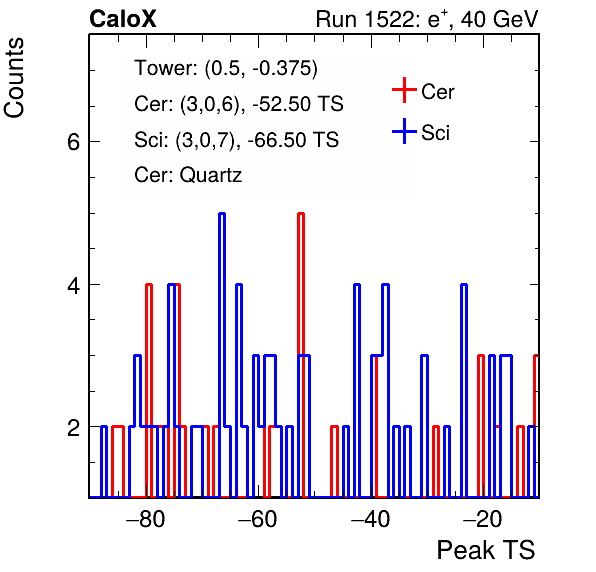 CaloX
Run 1522: e⁺, 40 GeV
Counts
Tower: (0.5, -0.375)
Cer: (3,0,6), -52.50 TS
Sci: (3,0,7), -66.50 TS
Cer: Quartz
Cer
Sci
6
4
2
−80 −60 −40 −20
Peak TS